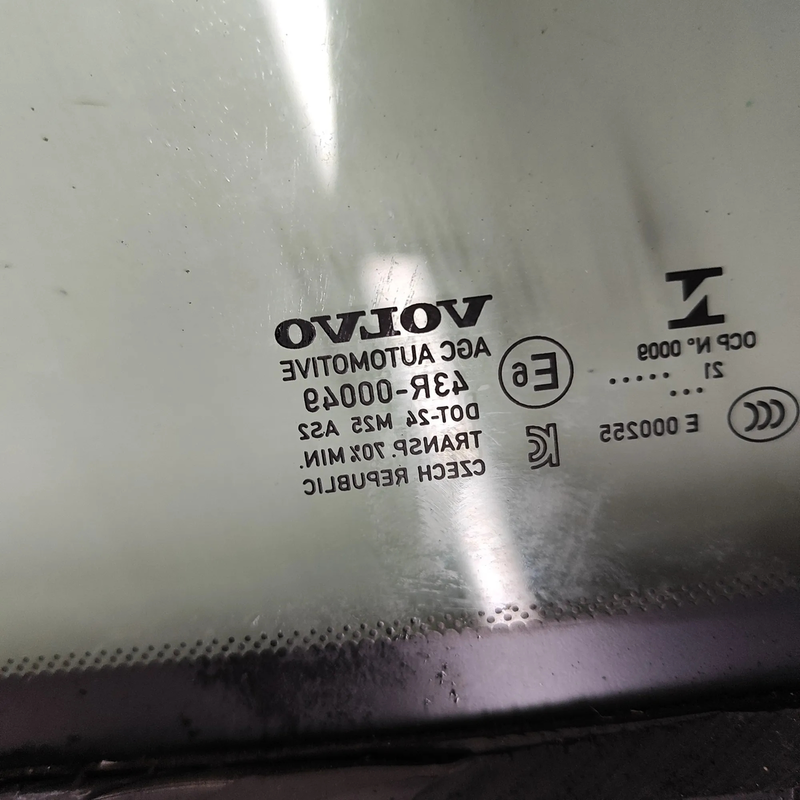 VOLVO
AGC AUTOMOTIVE
43R-00049
DOT-24 M25 AS2
TRANSP. 70% MIN.
CZECH REPUBLIC
E6
OCP N° 0009
21
..... ...
CCC E 000255